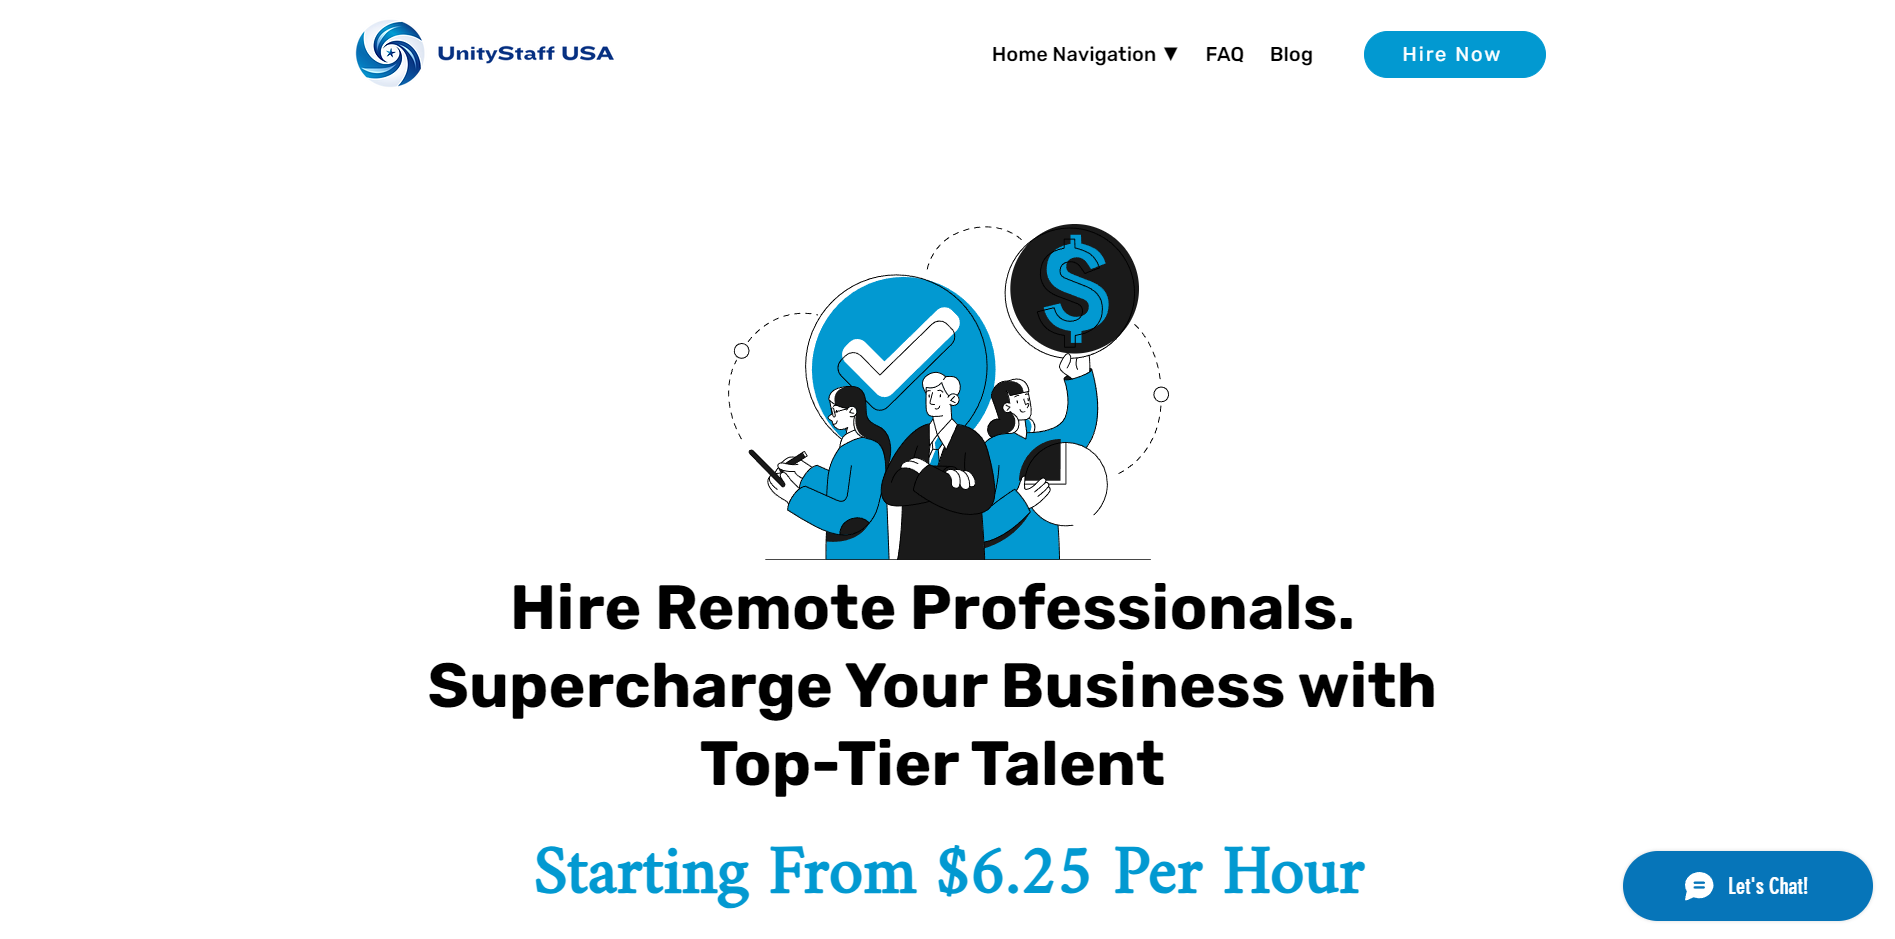 UnityStaff USA
Home Navigation ▼ FAQ Blog Hire Now
$
Hire Remote Professionals.
Supercharge Your Business with
Top-Tier Talent
Starting From $6.25 Per Hour
Let's Chat!